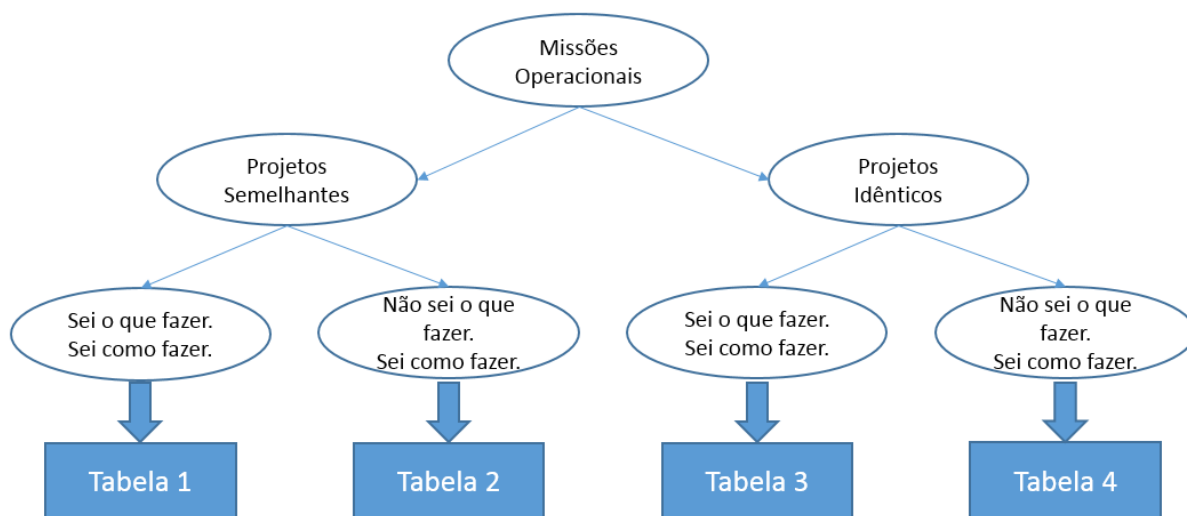 Missões
Operacionais
Projetos
Semelhantes
Projetos
Idênticos
Sei o que fazer.
Sei como fazer.
Não sei o que
fazer.
Sei como fazer.
Sei o que fazer.
Sei como fazer.
Não sei o que
fazer.
Sei como fazer.
Tabela 1
Tabela 2
Tabela 3
Tabela 4